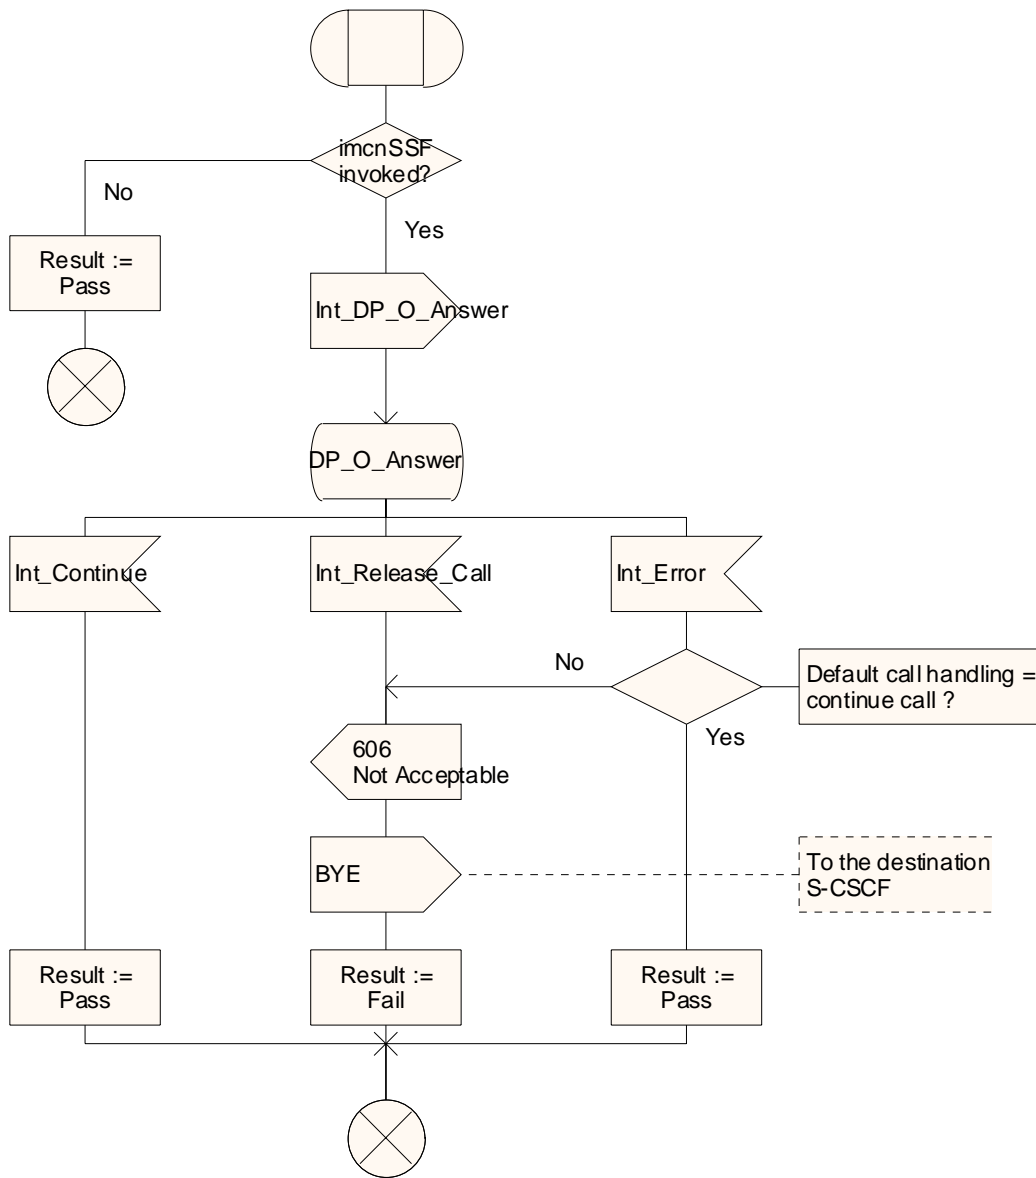 imcnSSF
invoked?
No
Yes
Result :=
Pass
Int_DP_O_Answer
DP_O_Answer
Int_Continue
Int_Release_Call
Int_Error
No
Default call handling =
continue call ?
Yes
606
Not Acceptable
BYE
To the destination
S-CSCF
Result :=
Pass
Result :=
Fail
Result :=
Pass